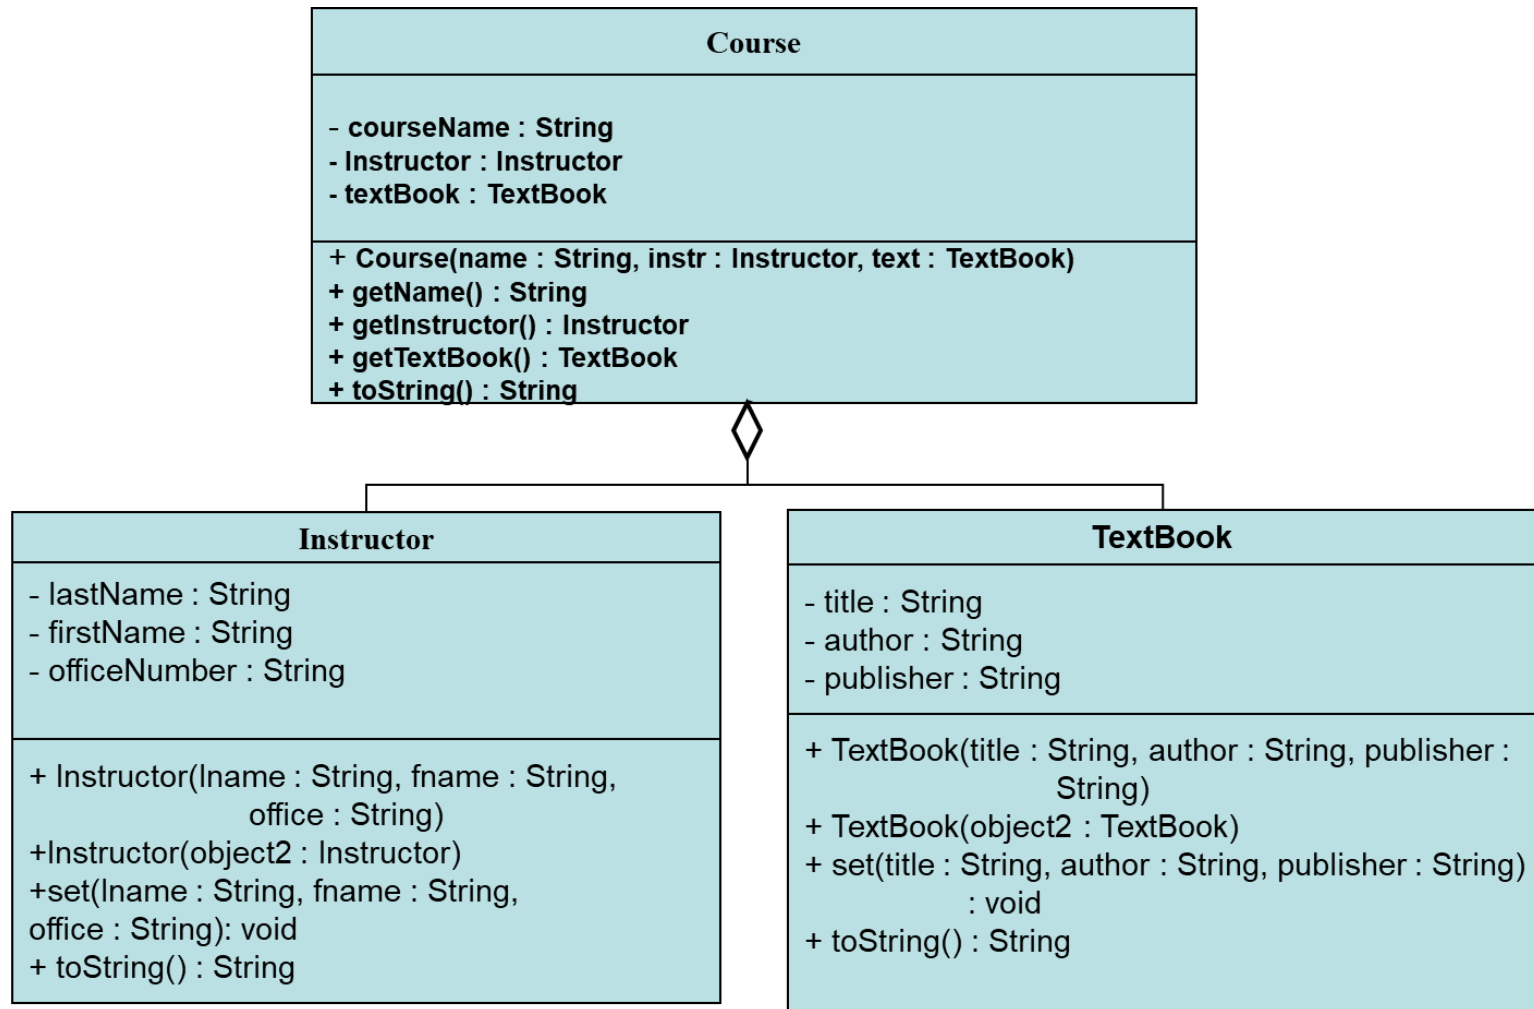 Course
- courseName : String
- Instructor : Instructor
- textBook : TextBook
+ Course(name : String, instr : Instructor, text : TextBook)
+ getName() : String
+ getInstructor() : Instructor
+ getTextBook() : TextBook
+ toString() : String
Instructor
- lastName : String
- firstName : String
- officeNumber : String
+ Instructor(lname : String, fname : String,
office : String)
+Instructor(object2 : Instructor)
+set(lname : String, fname : String,
office : String): void
+ toString() : String
TextBook
- title : String
- author : String
- publisher : String
+ TextBook(title : String, author : String, publisher :
String)
+ TextBook(object2 : TextBook)
+ set(title : String, author : String, publisher : String)
: void
+ toString() : String